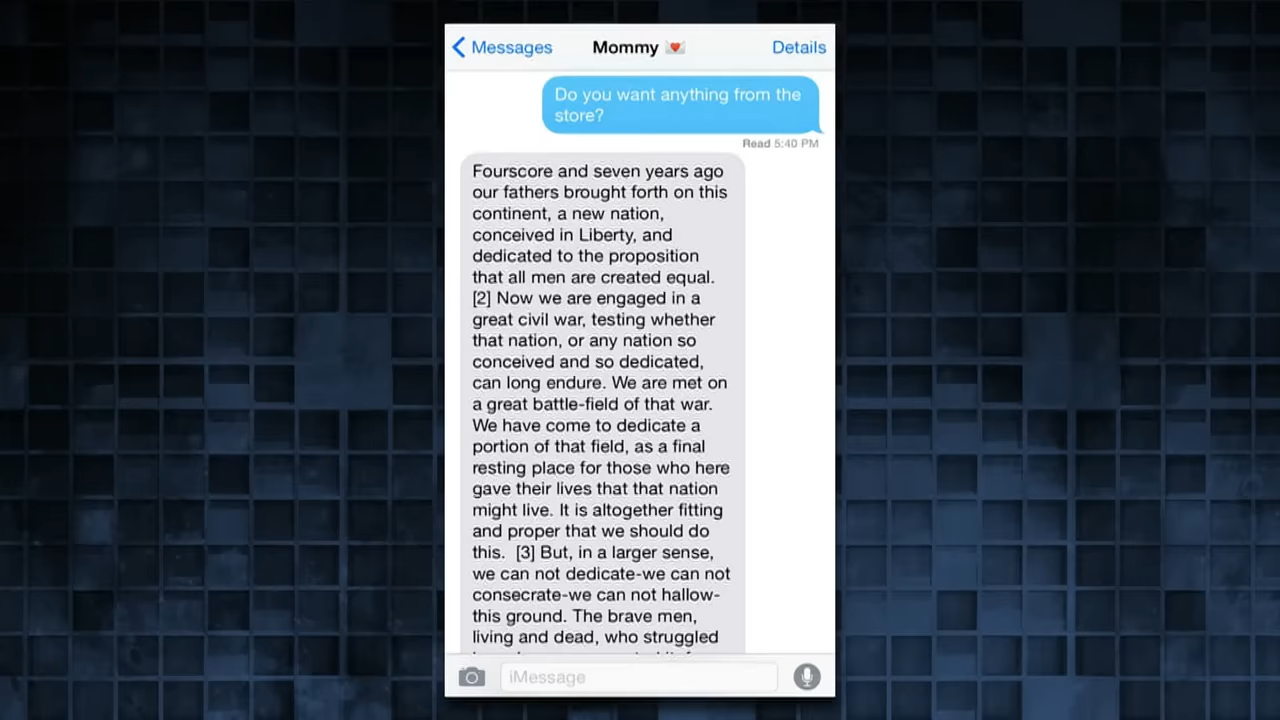 Messages Mommy Details
Do you want anything from the
store?
Read 5:40 PM
Fourscore and seven years ago
our fathers brought forth on this
continent, a new nation,
conceived in Liberty, and
dedicated to the proposition
that all men are created equal.
[2] Now we are engaged in a
great civil war, testing whether
that nation, or any nation so
conceived and so dedicated,
can long endure. We are met on
a great battle-field of that war.
We have come to dedicate a
portion of that field, as a final
resting place for those who here
gave their lives that that nation
might live. It is altogether fitting
and proper that we should do
this.  [3] But, in a larger sense,
we can not dedicate-we can not
consecrate-we can not hallow-
this ground. The brave men,
living and dead, who struggled
iMessage